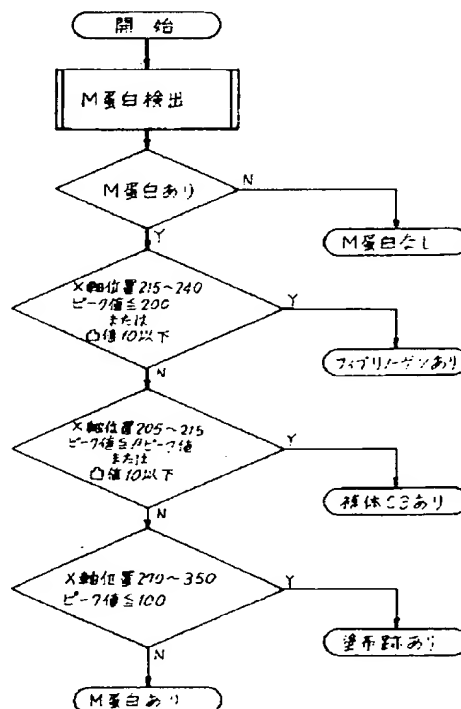 開始
M蛋白検出
M蛋白あり
N
M蛋白なし
Y
X軸位置215~240
ピーク値≦200
または
凸値10以下
Y
フィブリノーゲンあり
N
X軸位置205~215
ピーク値≦βピーク値
または
凸値10以下
Y
補体C3あり
N
X軸位置270~350
ピーク値≦100
Y
塗布跡あり
N
M蛋白あり